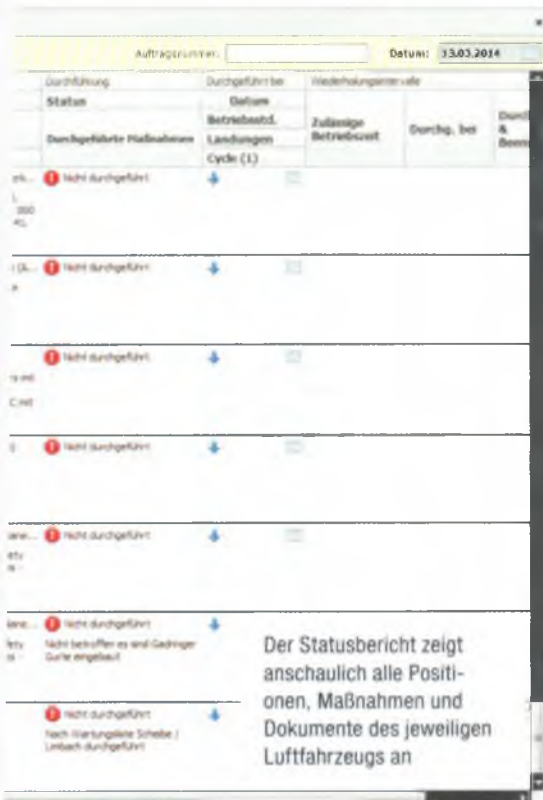 Auftragsnummer: Datum: 13.03.2014
Durchführung Durchgeführt bei Wiederholungsintervalle
Status Datum
Betriebsstd. Zulässige Betriebszeit Durchg. bei
Durchgeführte Maßnahmen Landungen
Cycle (1)
Nicht durchgeführt
Nicht durchgeführt
Nicht durchgeführt
Nicht durchgeführt
Nicht durchgeführt
Nicht durchgeführt
Nicht betroffen es sind Gadringer
Gurte eingebaut
Nicht durchgeführt
Nach Wartungsliste Scheibe /
Limbach durchgeführt
Der Statusbericht zeigt
anschaulich alle Positi-
onen, Maßnahmen und
Dokumente des jeweiligen
Luftfahrzeugs an